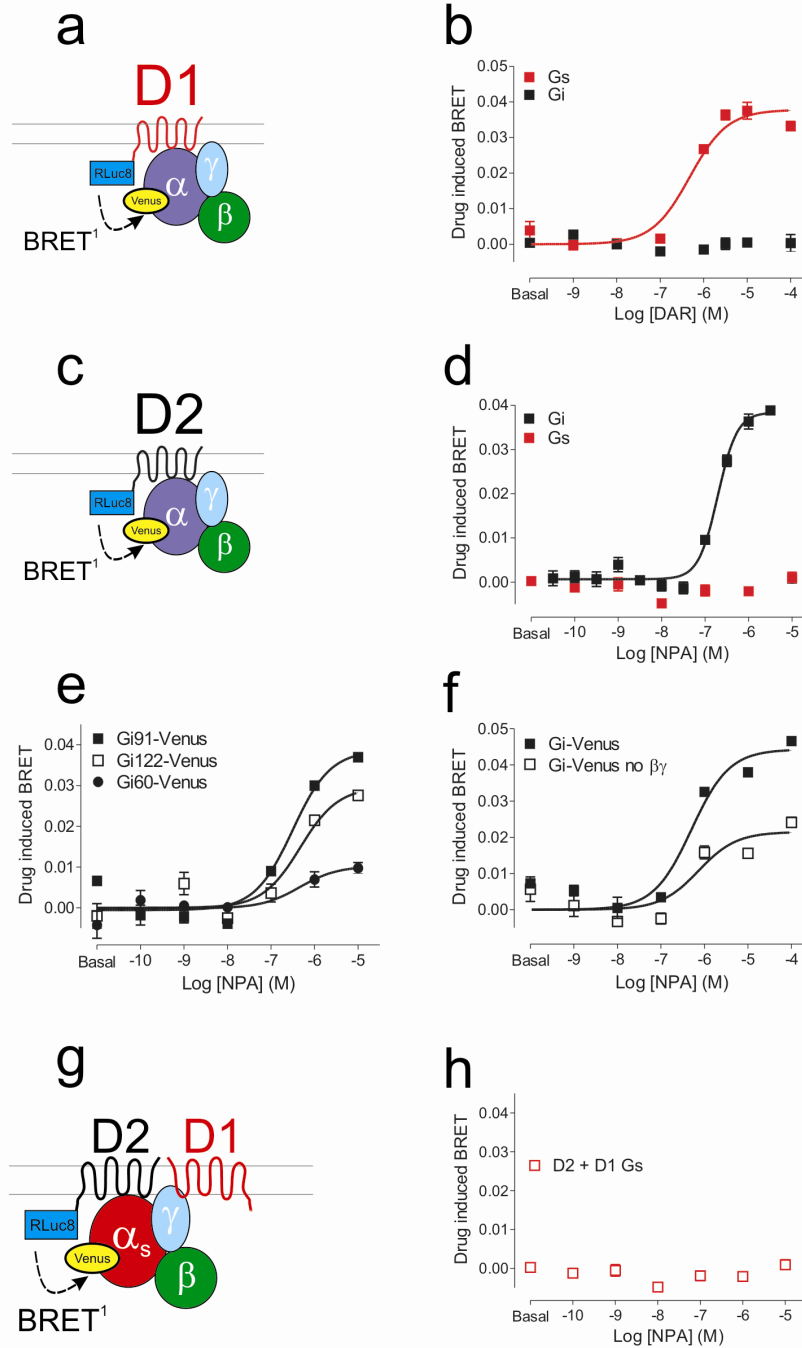 a
D1
RLuc8
Venus
α
γ
β
BRET1
b
Gs
Gi
Drug induced BRET
0.05
0.04
0.03
0.02
0.01
0.00
Basal -9 -8 -7 -6 -5 -4
Log [DAR] (M)
c
D2
RLuc8
Venus
α
γ
β
BRET1
d
Gi
Gs
Drug induced BRET
0.04
0.03
0.02
0.01
0.00
Basal -10 -9 -8 -7 -6 -5
Log [NPA] (M)
e
Gi91-Venus
Gi122-Venus
Gi60-Venus
Drug induced BRET
0.04
0.03
0.02
0.01
0.00
Basal -10 -9 -8 -7 -6 -5
Log [NPA] (M)
f
Gi-Venus
Gi-Venus no βγ
Drug induced BRET
0.05
0.04
0.03
0.02
0.01
0.00
Basal -9 -8 -7 -6 -5 -4
Log [NPA] (M)
g
D2 D1
RLuc8
Venus
αs
γ
β
BRET1
h
D2 + D1 Gs
Drug induced BRET
0.04
0.03
0.02
0.01
0.00
Basal -10 -9 -8 -7 -6 -5
Log [NPA] (M)